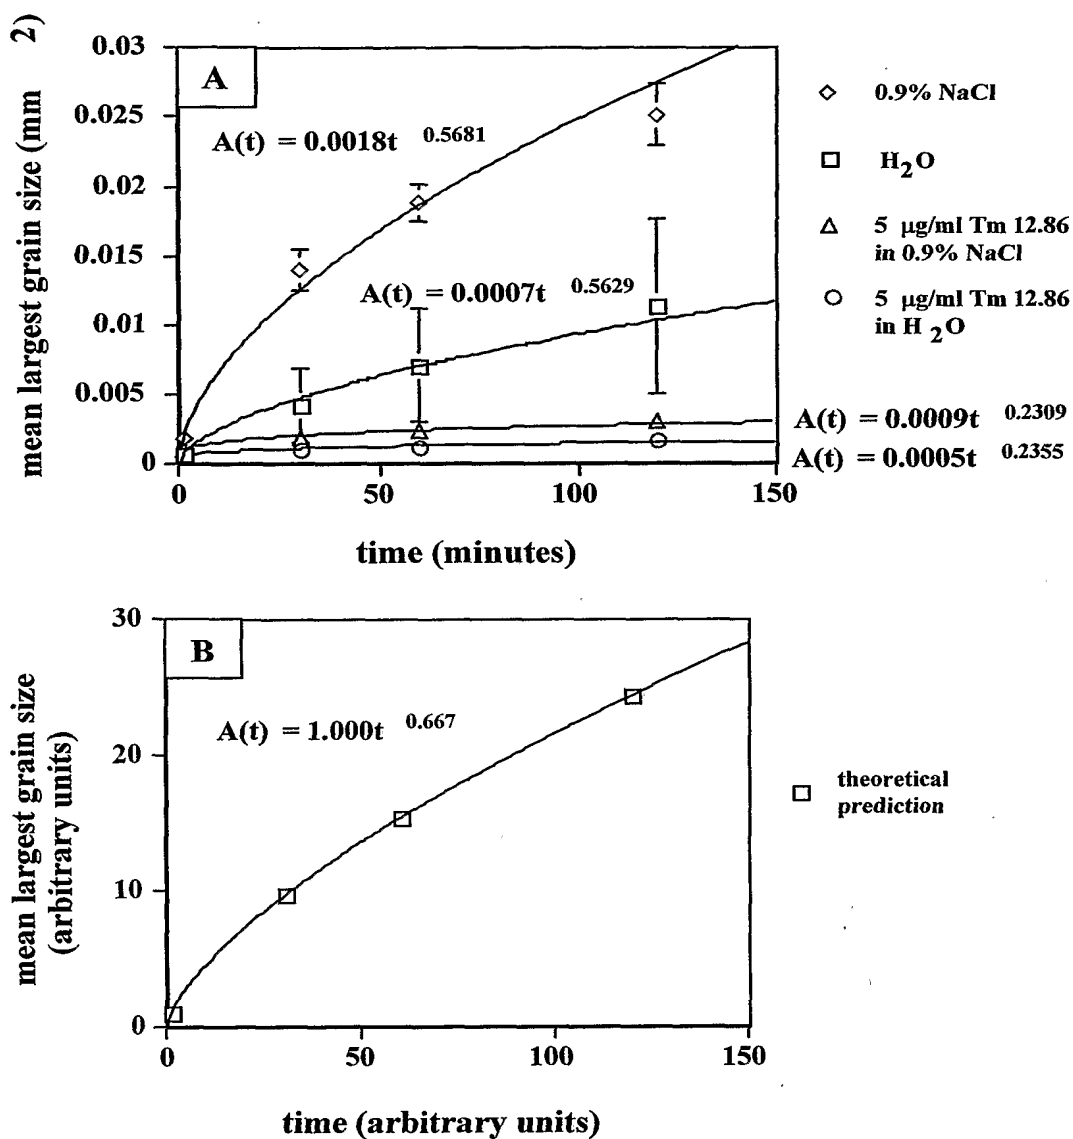 A
mean largest grain size (mm 2)
0.03
0.025
0.02
0.015
0.01
0.005
0
A(t) = 0.0018t 0.5681
A(t) = 0.0007t 0.5629
A(t) = 0.0009t 0.2309
A(t) = 0.0005t 0.2355
0 50 100 150
time (minutes)
0.9% NaCl
H2O
5 µg/ml Tm 12.86
in 0.9% NaCl
5 µg/ml Tm 12.86
in H2O
B
mean largest grain size
(arbitrary units)
30
20
10
0
A(t) = 1.000t 0.667
0 50 100 150
time (arbitrary units)
theoretical
prediction